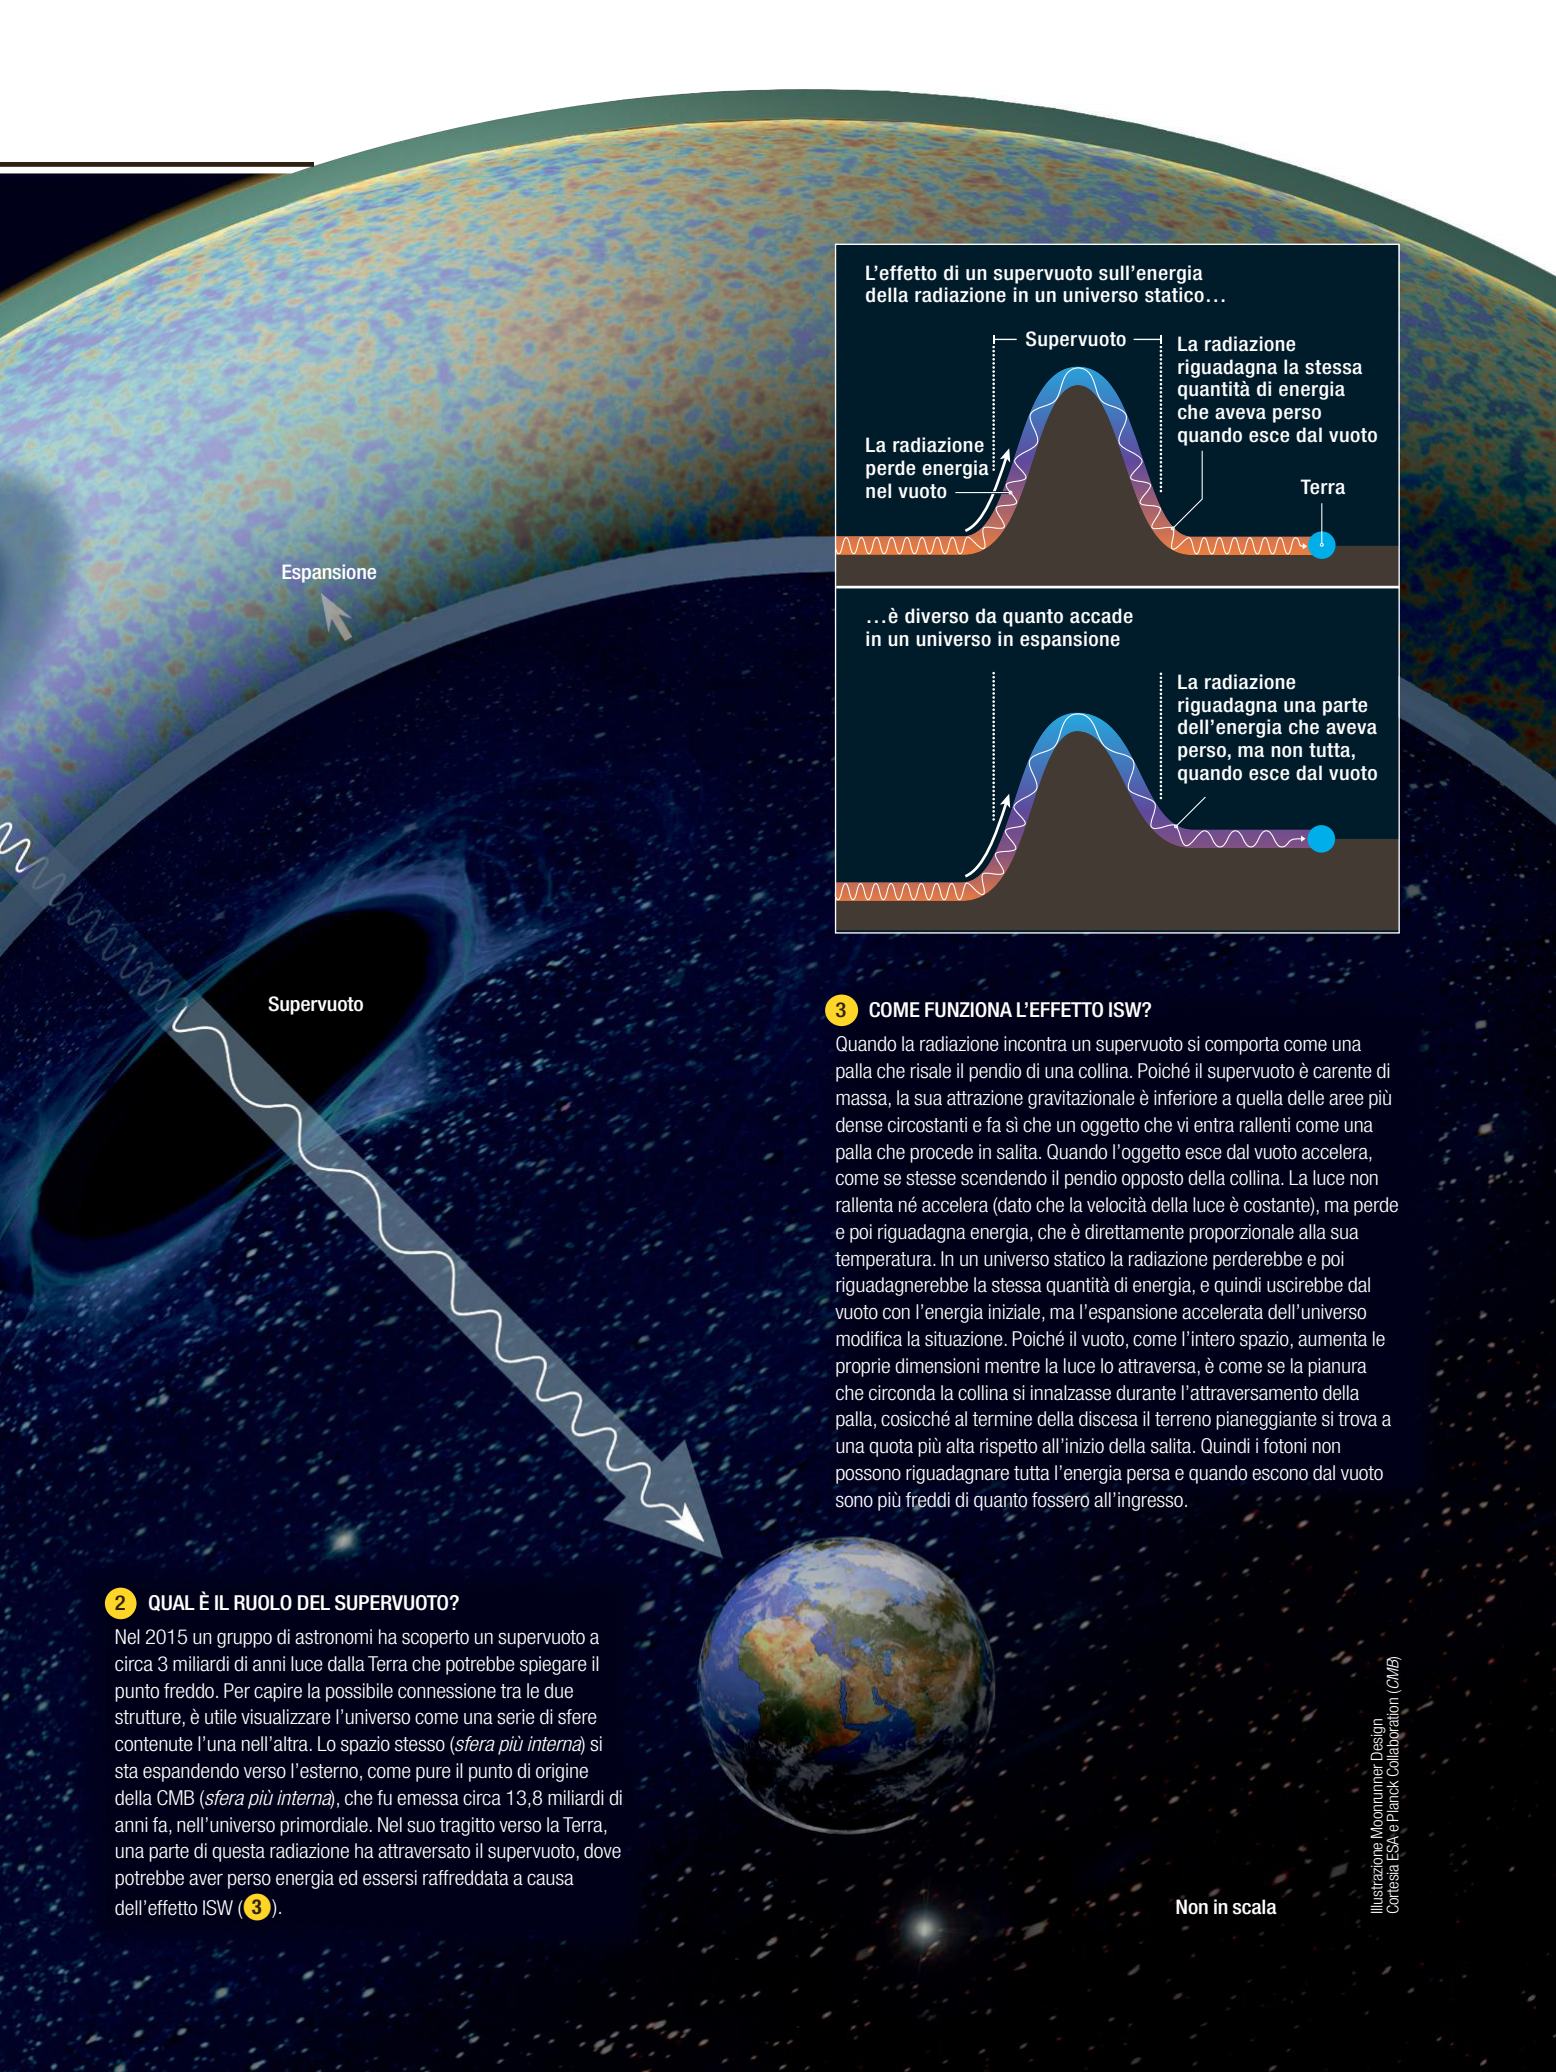 L'effetto di un supervuoto sull'energia
della radiazione in un universo statico…
Supervuoto
La radiazione
riguadagna la stessa
quantità di energia
che aveva perso
quando esce dal vuoto
La radiazione
perde energia
nel vuoto
Terra
Espansione
…è diverso da quanto accade
in un universo in espansione
La radiazione
riguadagna una parte
dell'energia che aveva
perso, ma non tutta,
quando esce dal vuoto
Supervuoto
3 COME FUNZIONA L'EFFETTO ISW?
Quando la radiazione incontra un supervuoto si comporta come una
palla che risale il pendio di una collina. Poiché il supervuoto è carente di
massa, la sua attrazione gravitazionale è inferiore a quella delle aree più
dense circostanti e fa sì che un oggetto che vi entra rallenti come una
palla che procede in salita. Quando l'oggetto esce dal vuoto accelera,
come se stesse scendendo il pendio opposto della collina. La luce non
rallenta né accelera (dato che la velocità della luce è costante), ma perde
e poi riguadagna energia, che è direttamente proporzionale alla sua
temperatura. In un universo statico la radiazione perderebbe e poi
riguadagnerebbe la stessa quantità di energia, e quindi uscirebbe dal
vuoto con l'energia iniziale, ma l'espansione accelerata dell'universo
modifica la situazione. Poiché il vuoto, come l'intero spazio, aumenta le
proprie dimensioni mentre la luce lo attraversa, è come se la pianura
che circonda la collina si innalzasse durante l'attraversamento della
palla, cosicché al termine della discesa il terreno pianeggiante si trova a
una quota più alta rispetto all'inizio della salita. Quindi i fotoni non
possono riguadagnare tutta l'energia persa e quando escono dal vuoto
sono più freddi di quanto fossero all'ingresso.
2 QUAL È IL RUOLO DEL SUPERVUOTO?
Nel 2015 un gruppo di astronomi ha scoperto un supervuoto a
circa 3 miliardi di anni luce dalla Terra che potrebbe spiegare il
punto freddo. Per capire la possibile connessione tra le due
strutture, è utile visualizzare l'universo come una serie di sfere
contenute l'una nell'altra. Lo spazio stesso (sfera più interna) si
sta espandendo verso l'esterno, come pure il punto di origine
della CMB (sfera più interna), che fu emessa circa 13,8 miliardi di
anni fa, nell'universo primordiale. Nel suo tragitto verso la Terra,
una parte di questa radiazione ha attraversato il supervuoto, dove
potrebbe aver perso energia ed essersi raffreddata a causa
dell'effetto ISW (3).
Non in scala
Illustrazione Moonrunner Design
Cortesia ESA e Planck Collaboration (CMB)